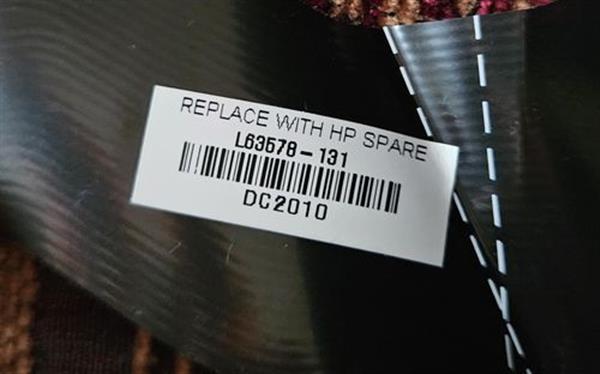 REPLACE WITH HP SPARE
L63578-131
DC2010